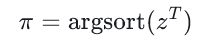 π = argsort(z^T)